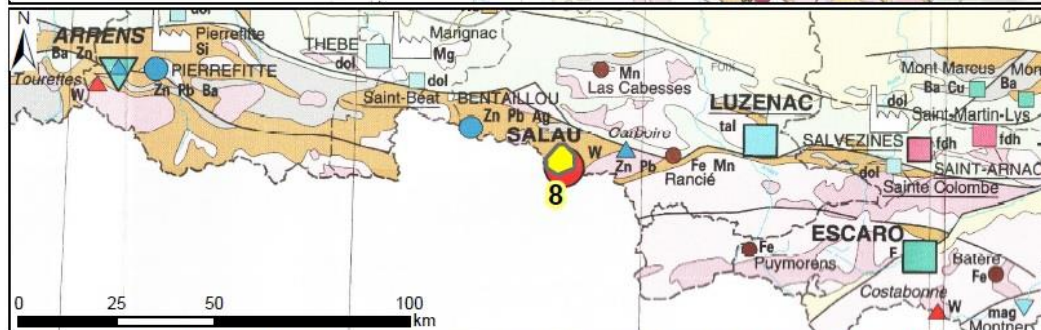 N
ARRENS
Ba Zn
Tourettes
W
dol
Pierrefitte
Si
PIERREFITTE
Zn Pb Ba
THEBE
dol
Marignac
Mg
dol
Saint-Béat
BENTAILLOU
Zn Pb Ag
SALAU
W
8
Mn
Las Cabesses
FOIX
Carboire
Zn Pb
Fe Mn
Rancié
LUZENAC
tal
dol
SALVEZINES
fdh
dol
Sainte Colombe
Mont Marcus
Ba Cu
Ba
Saint-Martin-Lys
fdh
SAINT-ARNAC
Fe
Puymorens
ESCARO
F
Batère
Fe
Costabonne
W
mag
0 25 50 100
km